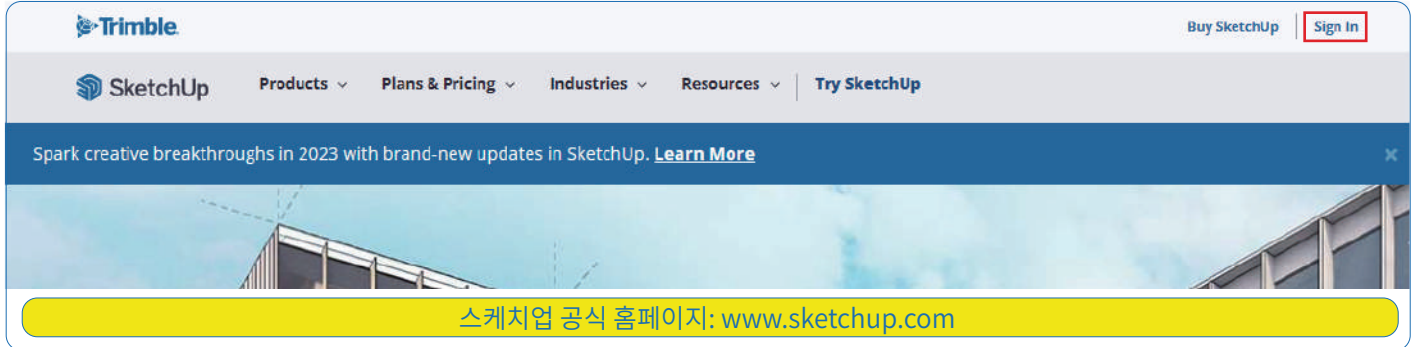 Trimble.
Buy SketchUp Sign In
SketchUp Products Plans & Pricing Industries Resources Try SketchUp
Spark creative breakthroughs in 2023 with brand-new updates in SketchUp. Learn More
스케치업 공식 홈페이지: www.sketchup.com